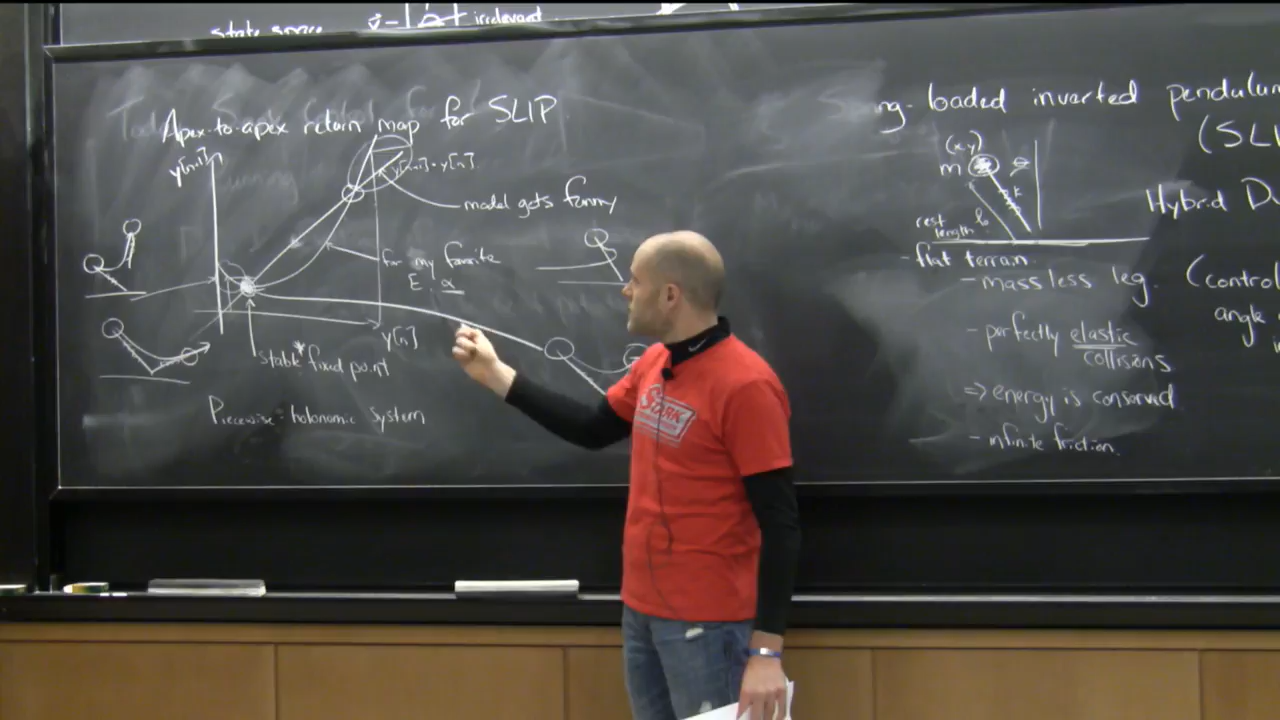 state space
irrelevant
Apex-to-apex return map for SLIP
y[n+1]
y[n+1] = y[n]
model gets funny
for my favorite
E, α
y[n]
stable* fixed point
Piecewise-holonomic system
loaded inverted pendulum
(SLI
(x,y)
m
θ
k
rest
length l₀
Hybrid D
- flat terrain
- massless leg.
(control
angle
- perfectly elastic
collisions
=> energy is conserved
- infinite friction.